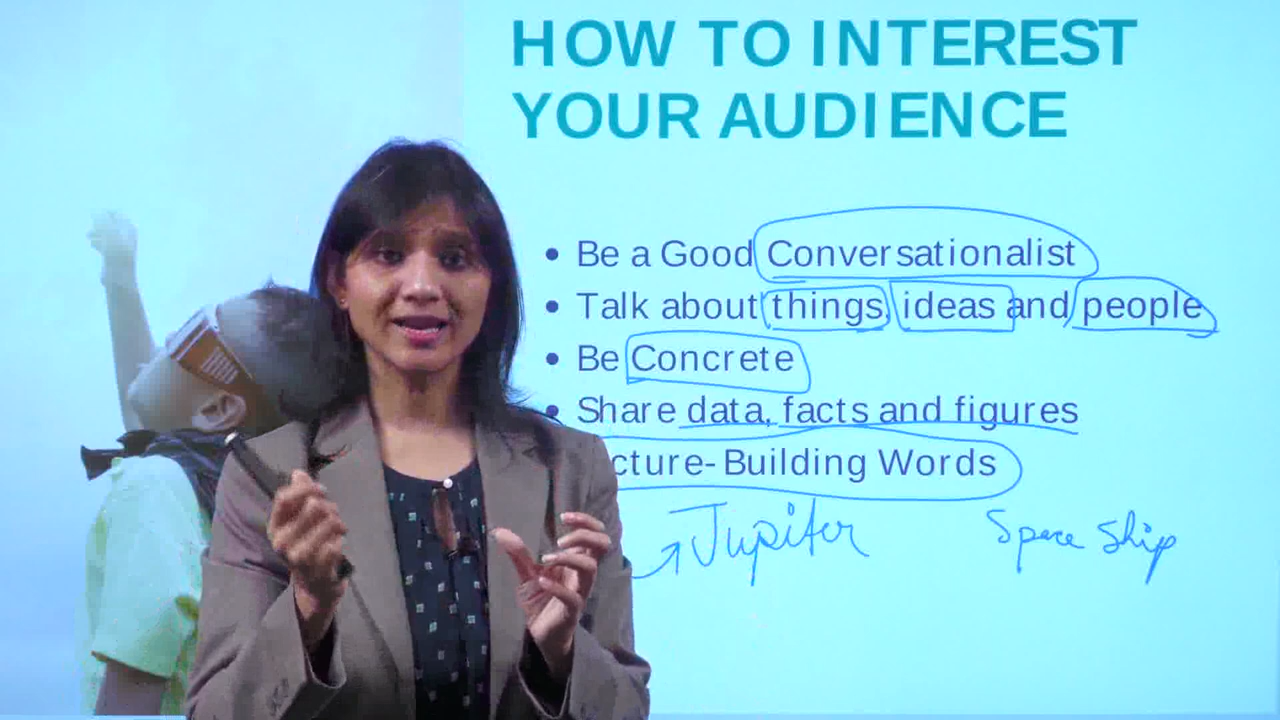 HOW TO INTEREST
YOUR AUDIENCE
• Be a Good Conversationalist
• Talk about things, ideas and people
• Be Concrete
• Share data, facts and figures
cture-Building Words
Jupiter Space Ship